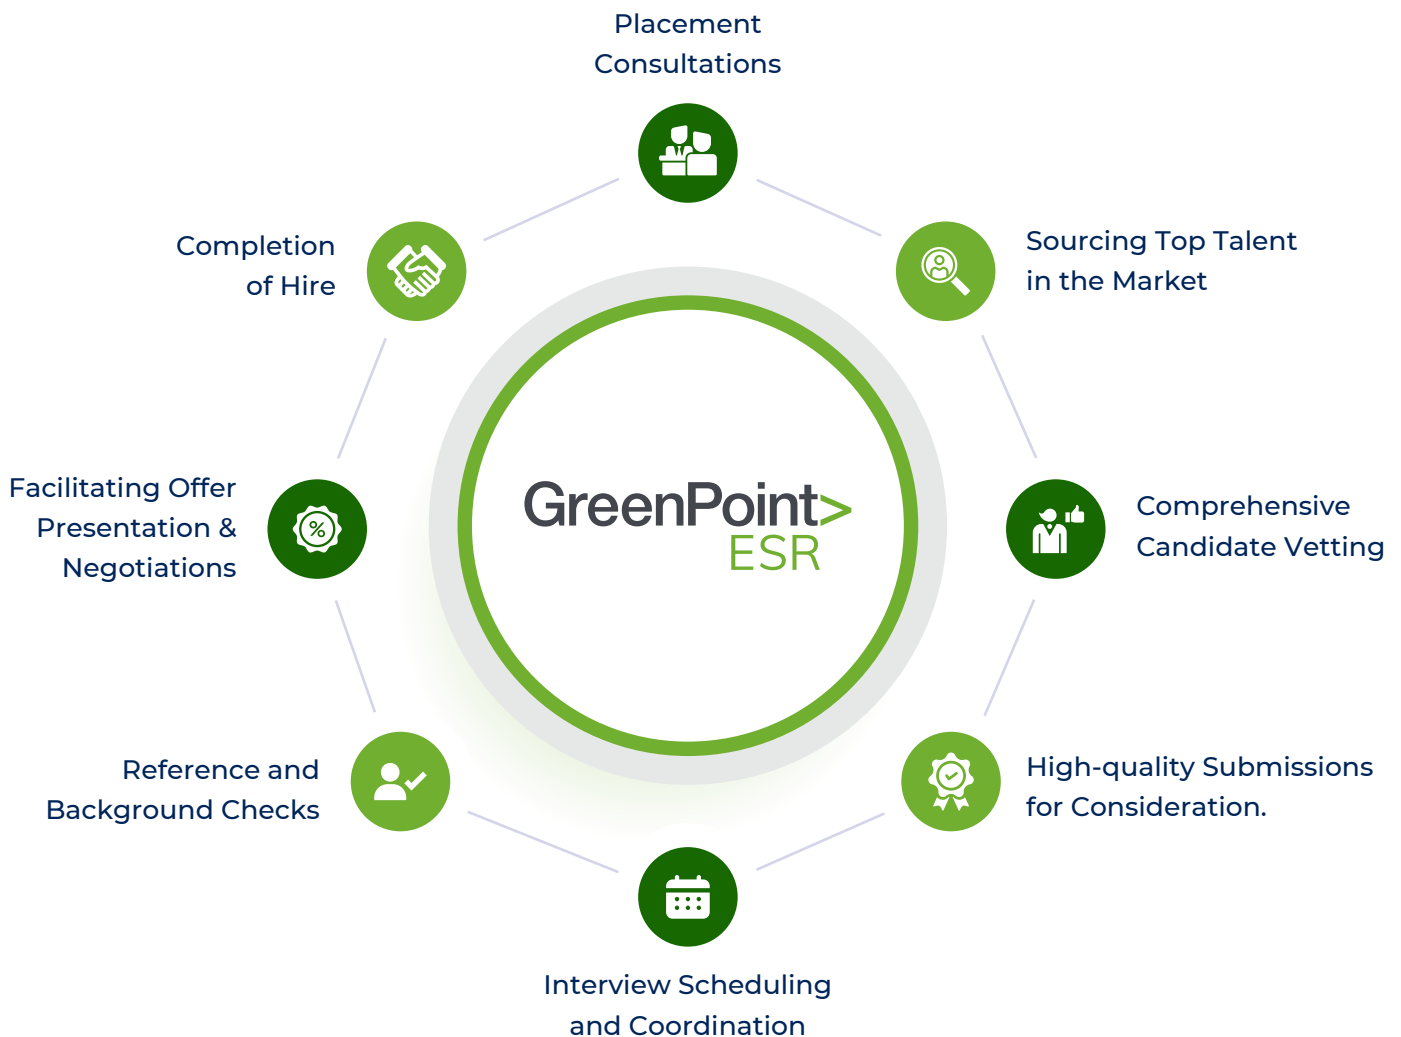 Placement
Consultations
Sourcing Top Talent
in the Market
Comprehensive
Candidate Vetting
High-quality Submissions
for Consideration.
Interview Scheduling
and Coordination
Reference and
Background Checks
Facilitating Offer
Presentation &
Negotiations
Completion
of Hire
GreenPoint>
ESR
%